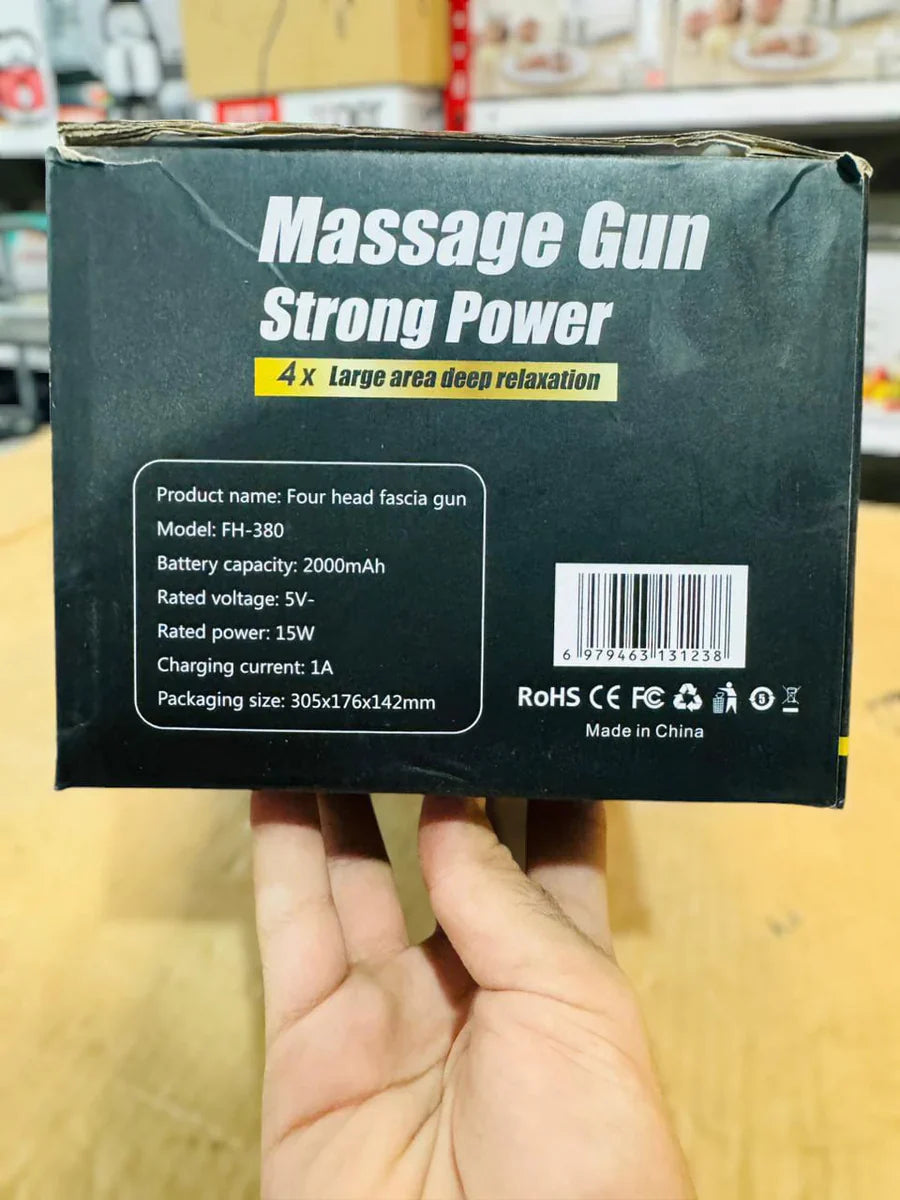 Massage Gun
Strong Power
4x Large area deep relaxation
Product name: Four head fascia gun
Model: FH-380
Battery capacity: 2000mAh
Rated voltage: 5V-
Rated power: 15W
Charging current: 1A
Packaging size: 305x176x142mm
6 979463 131238
RoHS CE FC
5
Made in China